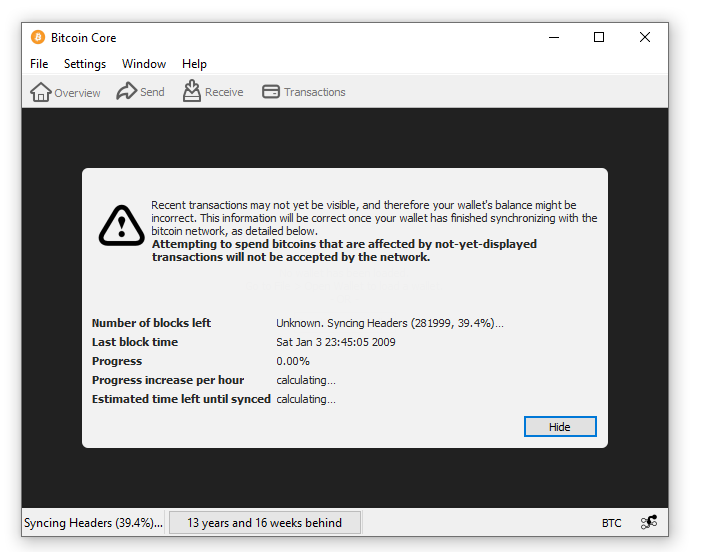 Bitcoin Core
File Settings Window Help
Overview Send Receive Transactions
Recent transactions may not yet be visible, and therefore your wallet's balance might be
incorrect. This information will be correct once your wallet has finished synchronizing with the
bitcoin network, as detailed below.
Attempting to spend bitcoins that are affected by not-yet-displayed
transactions will not be accepted by the network.
Number of blocks left Unknown. Syncing Headers (281999, 39.4%)...
Last block time Sat Jan 3 23:45:05 2009
Progress 0.00%
Progress increase per hour calculating...
Estimated time left until synced calculating...
Hide
Syncing Headers (39.4%)... 13 years and 16 weeks behind BTC